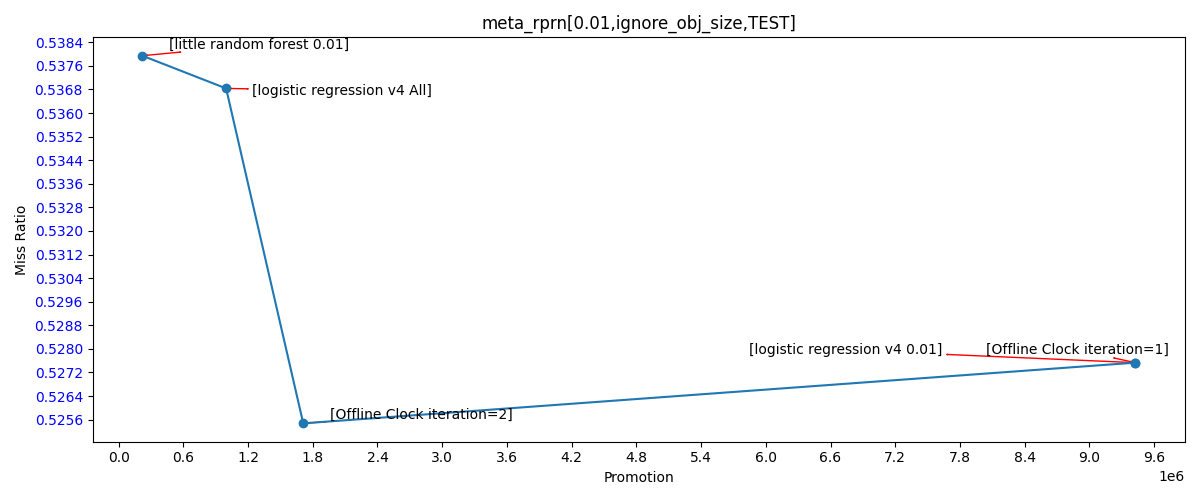 meta_rprn[0.01,ignore_obj_size,TEST]
0.5384
0.5376
0.5368
0.5360
0.5352
0.5344
0.5336
0.5328
0.5320
0.5312
0.5304
0.5296
0.5288
0.5280
0.5272
0.5264
0.5256
Miss Ratio
[little random forest 0.01]
[logistic regression v4 All]
[logistic regression v4 0.01] [Offline Clock iteration=1]
[Offline Clock iteration=2]
0.0 0.6 1.2 1.8 2.4 3.0 3.6 4.2 4.8 5.4 6.0 6.6 7.2 7.8 8.4 9.0 9.6
1e6
Promotion